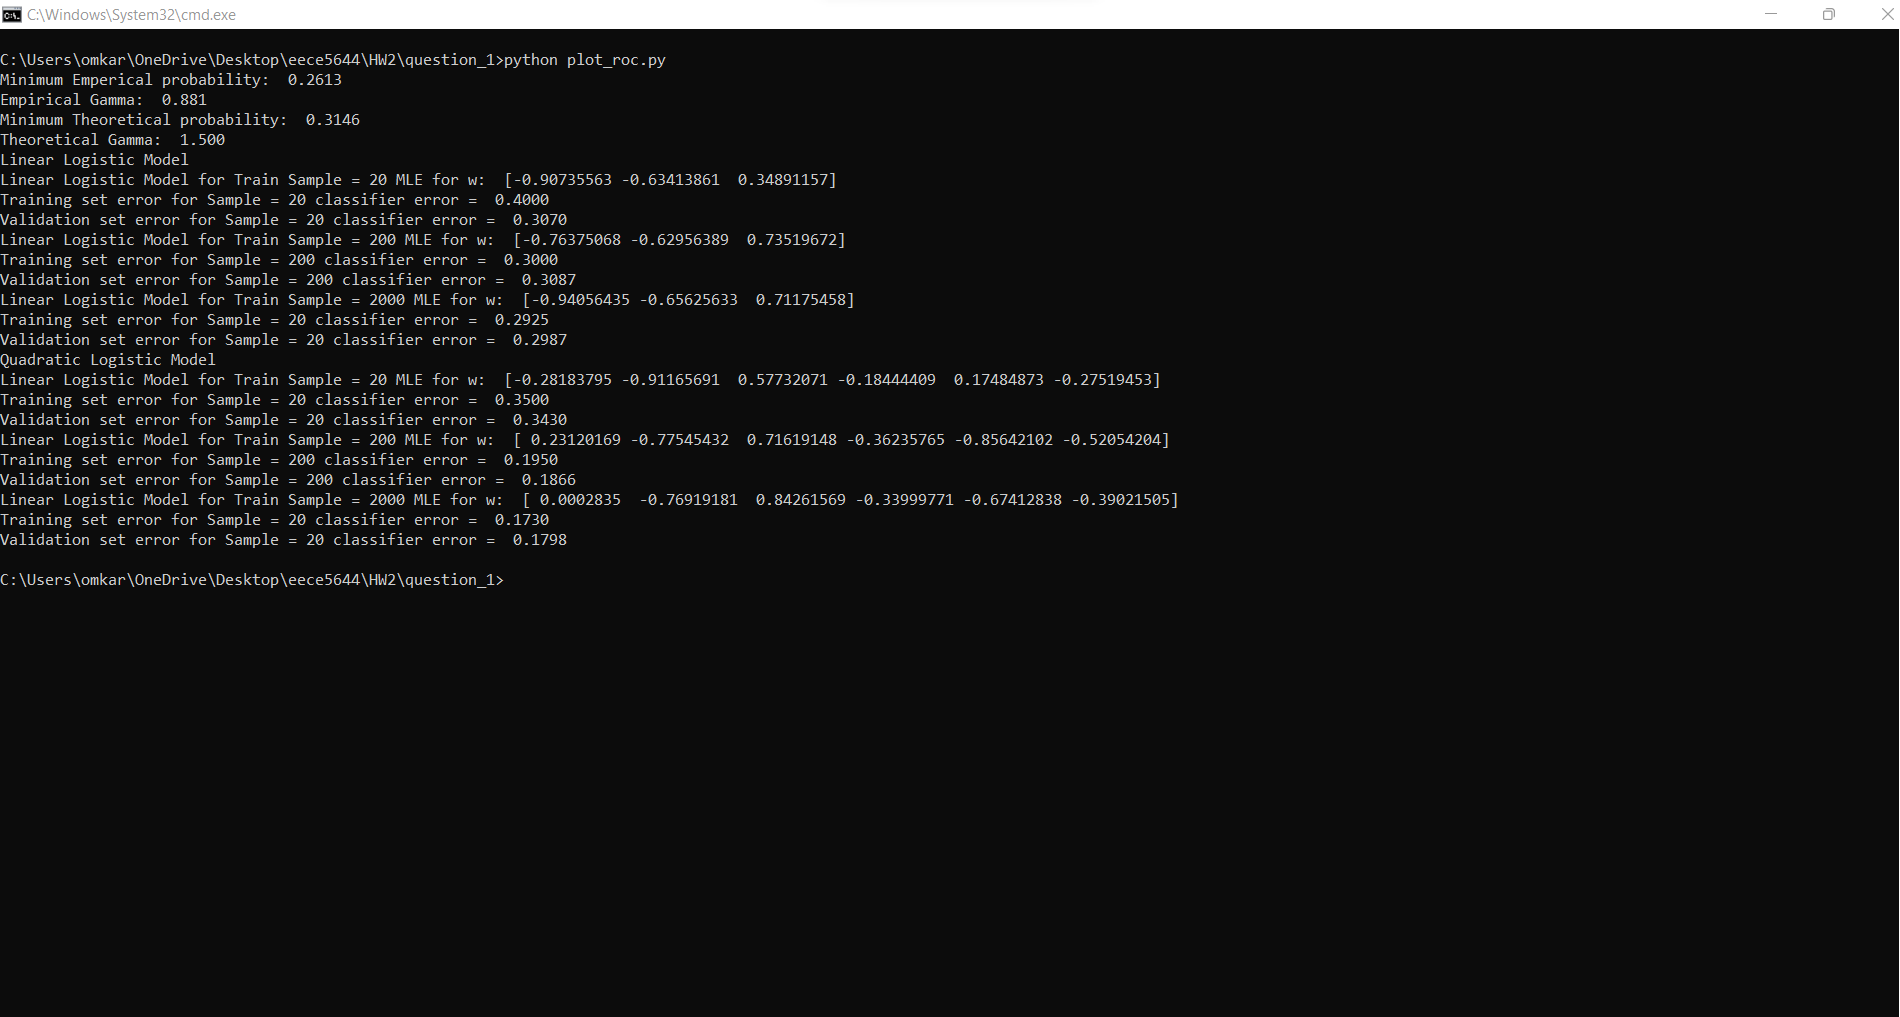 C:\Windows\System32\cmd.exe
C:\Users\omkar\OneDrive\Desktop\eece5644\HW2\question_1>python plot_roc.py
Minimum Emperical probability:  0.2613
Empirical Gamma:  0.881
Minimum Theoretical probability:  0.3146
Theoretical Gamma:  1.500
Linear Logistic Model
Linear Logistic Model for Train Sample = 20 MLE for w:  [-0.90735563 -0.63413861  0.34891157]
Training set error for Sample = 20 classifier error =  0.4000
Validation set error for Sample = 20 classifier error =  0.3070
Linear Logistic Model for Train Sample = 200 MLE for w:  [-0.76375068 -0.62956389  0.73519672]
Training set error for Sample = 200 classifier error =  0.3000
Validation set error for Sample = 200 classifier error =  0.3087
Linear Logistic Model for Train Sample = 2000 MLE for w:  [-0.94056435 -0.65625633  0.71175458]
Training set error for Sample = 20 classifier error =  0.2925
Validation set error for Sample = 20 classifier error =  0.2987
Quadratic Logistic Model
Linear Logistic Model for Train Sample = 20 MLE for w:  [-0.28183795 -0.91165691  0.57732071 -0.18444409  0.17484873 -0.27519453]
Training set error for Sample = 20 classifier error =  0.3500
Validation set error for Sample = 20 classifier error =  0.3430
Linear Logistic Model for Train Sample = 200 MLE for w:  [ 0.23120169 -0.77545432  0.71619148 -0.36235765 -0.85642102 -0.52054204]
Training set error for Sample = 200 classifier error =  0.1950
Validation set error for Sample = 200 classifier error =  0.1866
Linear Logistic Model for Train Sample = 2000 MLE for w:  [ 0.0002835  -0.76919181  0.84261569 -0.33999771 -0.67412838 -0.39021505]
Training set error for Sample = 20 classifier error =  0.1730
Validation set error for Sample = 20 classifier error =  0.1798
C:\Users\omkar\OneDrive\Desktop\eece5644\HW2\question_1>